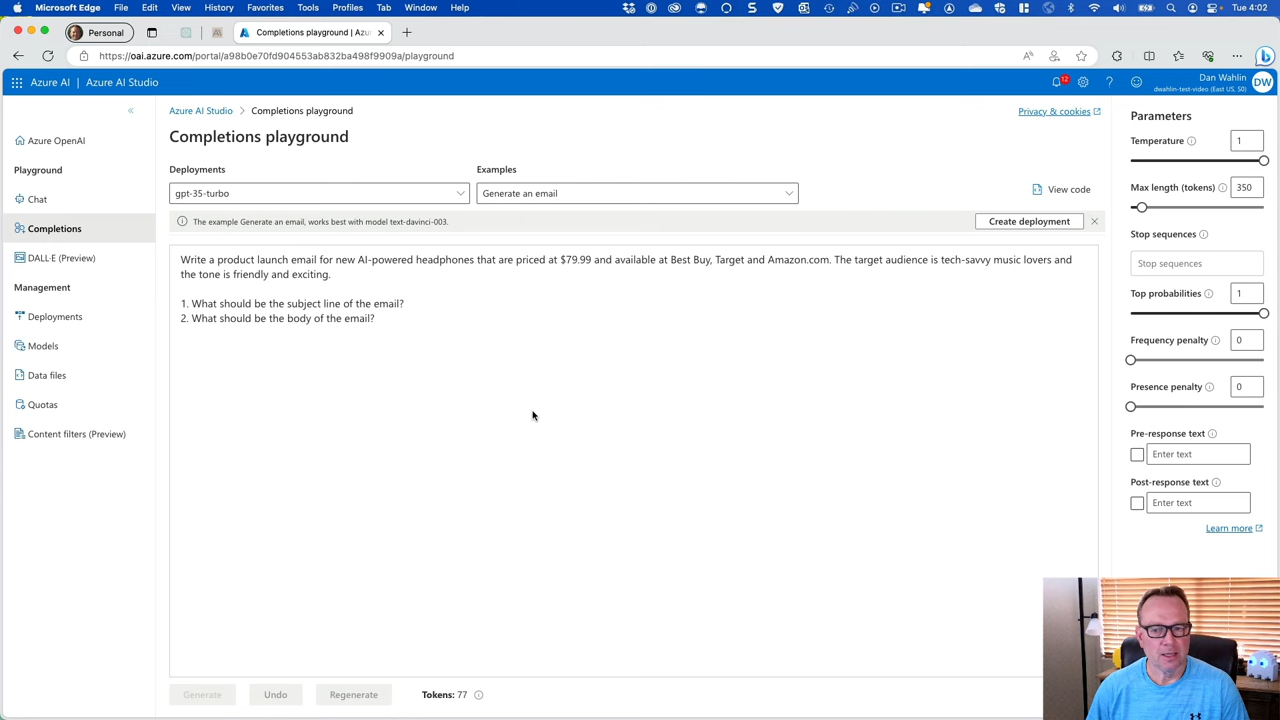 Microsoft Edge File Edit View History Favorites Tools Profiles Tab Window Help
Tue 4:02
Personal
Completions playground | Az
https://oai.azure.com/portal/a98b0e70fd904553ab832ba498f9909a/playground
Azure AI | Azure AI Studio
12
Dan Wahlin
dwahlin-test-video (East US, S0)
DW
Azure AI Studio > Completions playground
Privacy & cookies
Completions playground
Azure OpenAI
Playground
Chat
Completions
DALL·E (Preview)
Management
Deployments
Models
Data files
Quotas
Content filters (Preview)
Deployments
gpt-35-turbo
Examples
Generate an email
View code
The example Generate an email, works best with model text-davinci-003.
Create deployment
Write a product launch email for new AI-powered headphones that are priced at $79.99 and available at Best Buy, Target and Amazon.com. The target audience is tech-savvy music lovers and
the tone is friendly and exciting.
1. What should be the subject line of the email?
2. What should be the body of the email?
Generate
Undo
Regenerate
Tokens: 77
Parameters
Temperature
1
Max length (tokens)
350
Stop sequences
Stop sequences
Top probabilities
1
Frequency penalty
0
Presence penalty
0
Pre-response text
Enter text
Post-response text
Enter text
Learn more